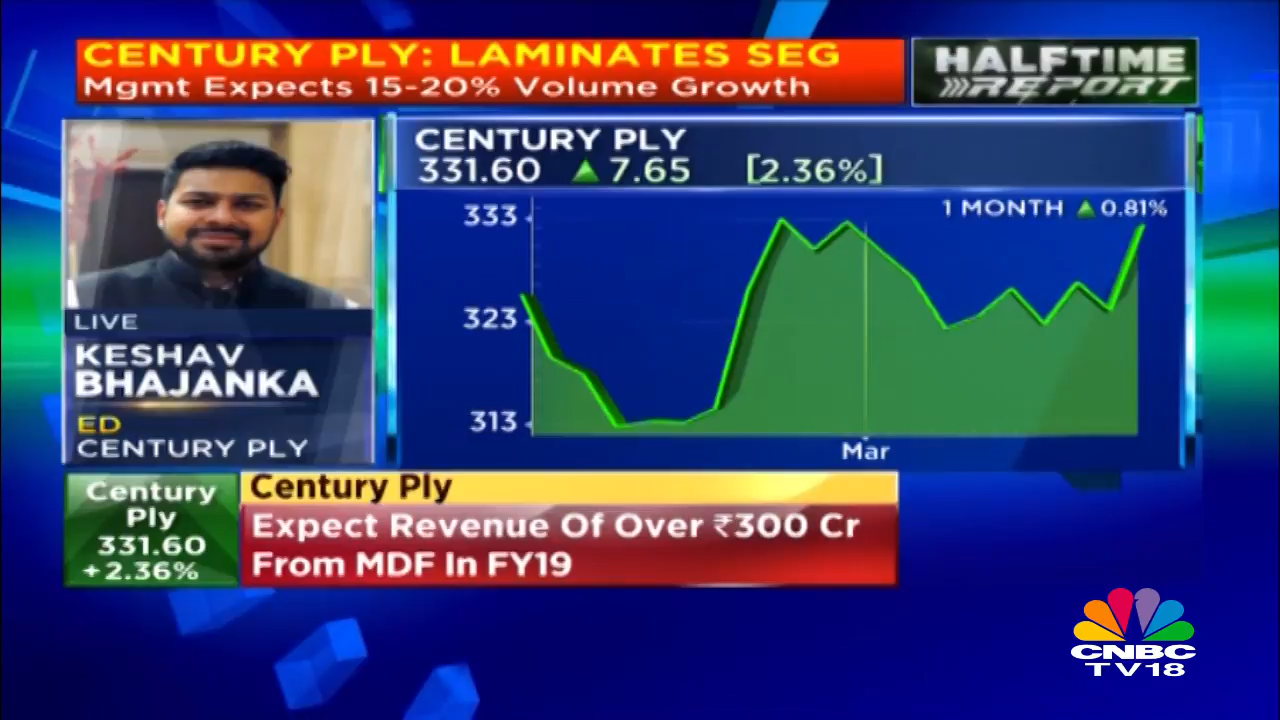 CENTURY PLY: LAMINATES SEG
Mgmt Expects 15-20% Volume Growth
HALFTIME
REPORT
CENTURY PLY
331.60 ▲ 7.65 [2.36%]
1 MONTH ▲ 0.81%
333
323
313
Mar
LIVE
KESHAV
BHAJANKA
ED
CENTURY PLY
Century
Ply
331.60
+2.36%
Century Ply
Expect Revenue Of Over ₹300 Cr
From MDF In FY19
CNBC
TV18